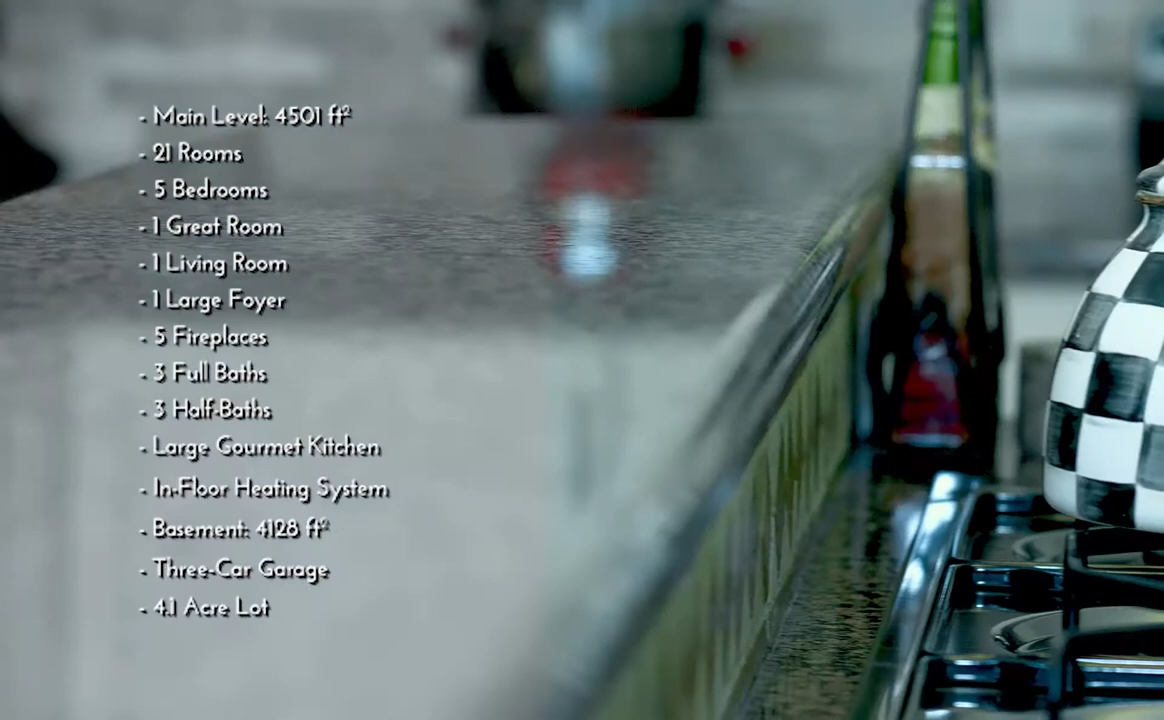 - Main Level: 4501 ft²
- 21 Rooms
- 5 Bedrooms
- 1 Great Room
- 1 Living Room
- 1 Large Foyer
- 5 Fireplaces
- 3 Full Baths
- 3 Half-Baths
- Large Gourmet Kitchen
- In-Floor Heating System
- Basement: 4128 ft²
- Three-Car Garage
- 4.1 Acre Lot